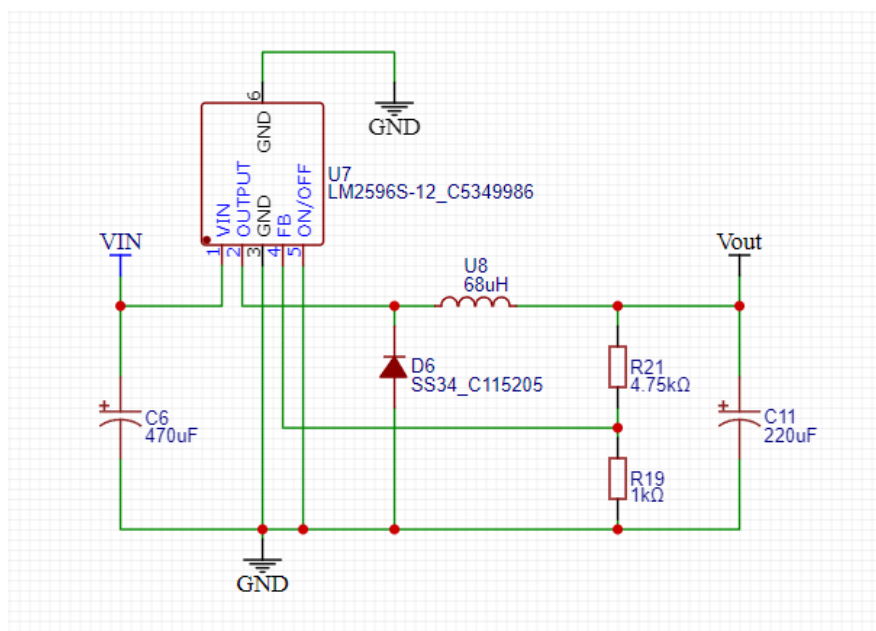 6
GND
GND
U7
LM2596S-12_C5349986
VIN
OUTPUT
GND
FB
ON/OFF
1
2
3
4
5
VIN
Vout
U8
68uH
D6
SS34_C115205
R21
4.75kΩ
+
C6
470uF
+
C11
220uF
R19
1kΩ
GND